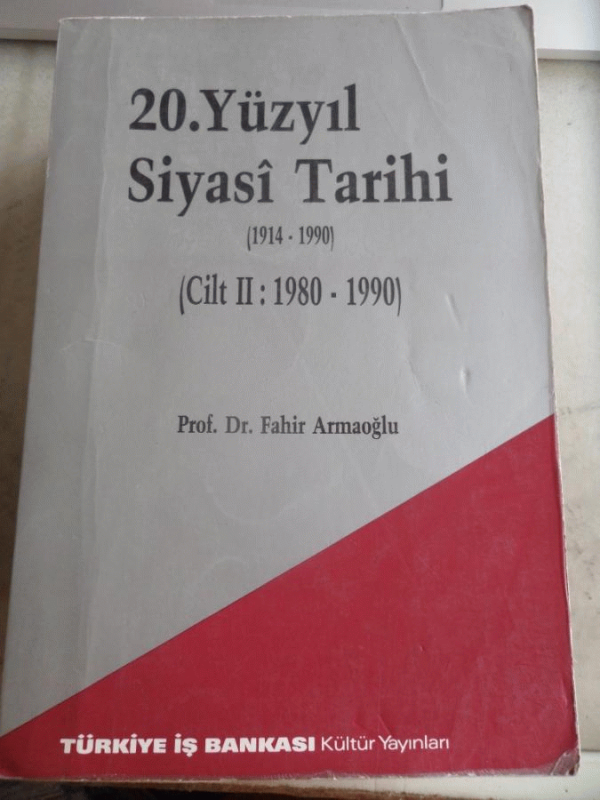 20.Yüzyıl
Siyasî Tarihi
(1914 - 1990)
(Cilt II : 1980 - 1990)
Prof. Dr. Fahir Armaoğlu
TÜRKİYE İŞ BANKASI Kültür Yayınları